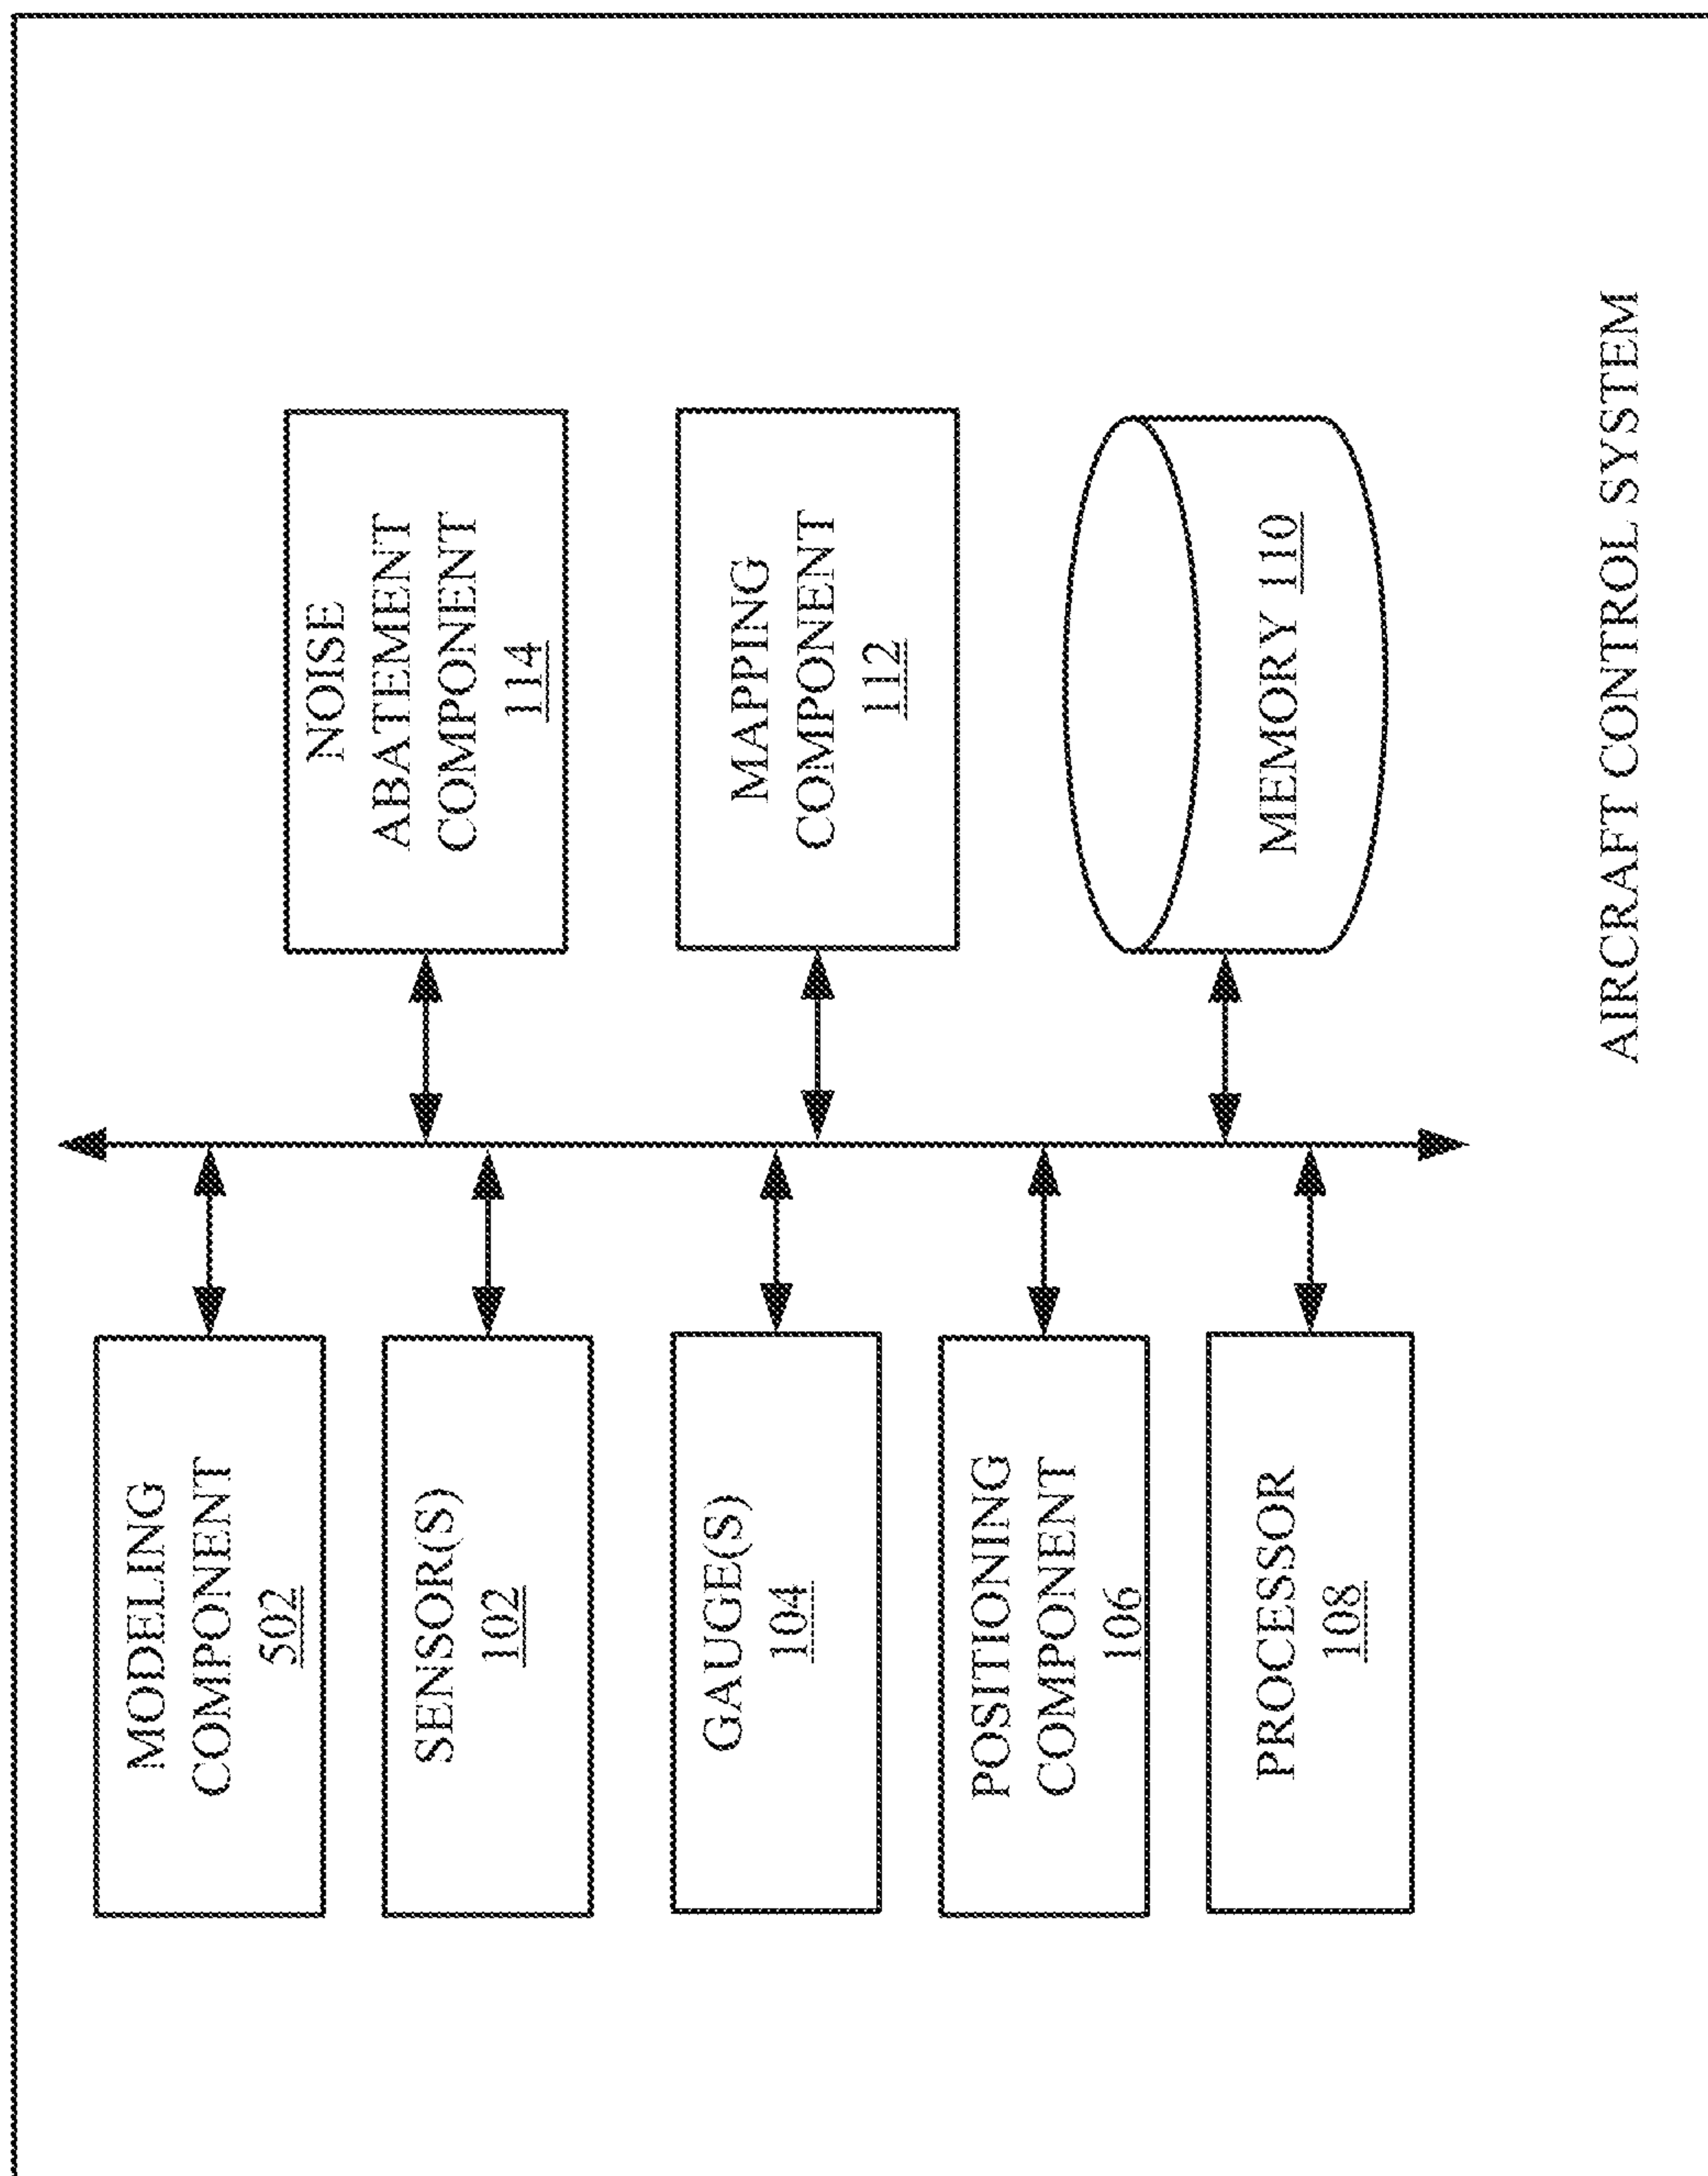 MODELING
COMPONENT
502
SENSOR(S)
102
GAUGE(S)
104
POSITIONING
COMPONENT
106
PROCESSOR
108
NOISE
ABATEMENT
COMPONENT
114
MAPPING
COMPONENT
112
MEMORY 110
AIRCRAFT CONTROL SYSTEM